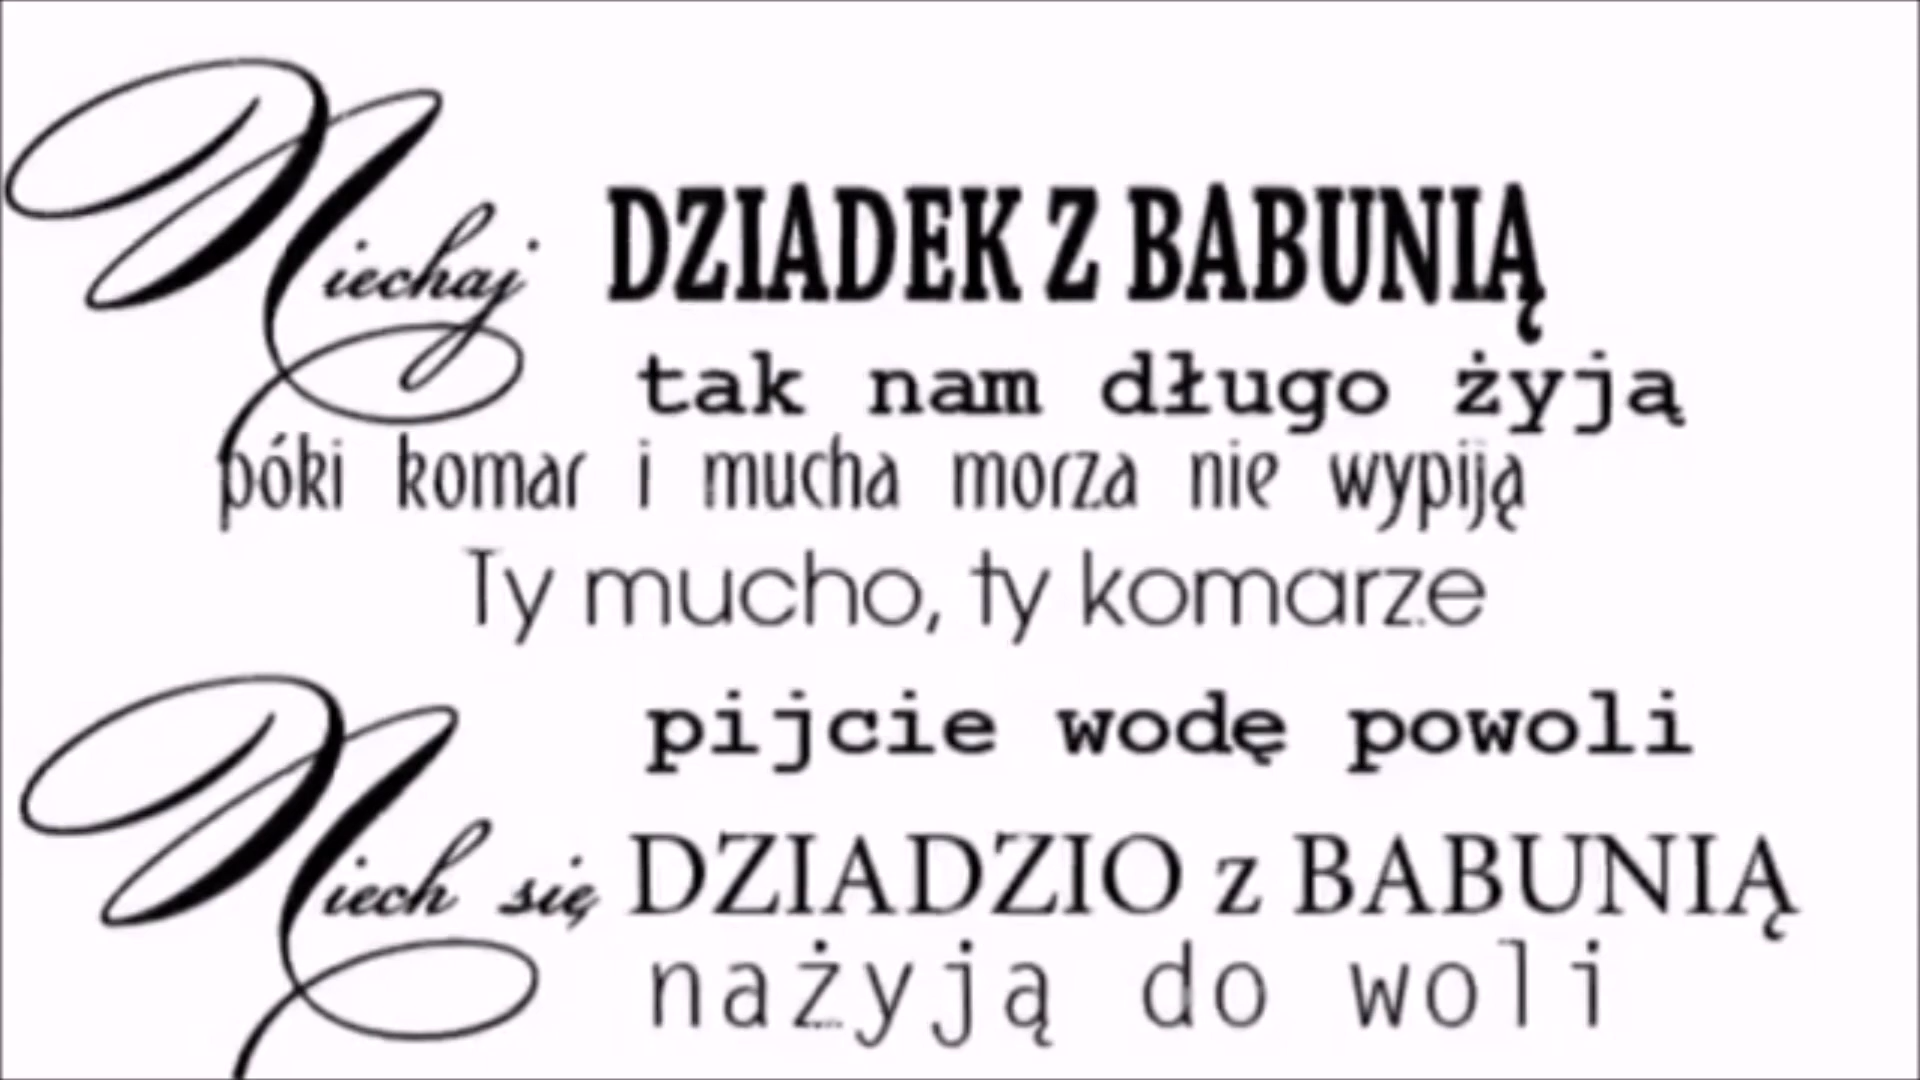 Niechaj DZIADEK Z BABUNIĄ
tak nam długo żyją
póki komar i mucha morza nie wypiją
Ty mucho, ty komarze
pijcie wodę powoli
Niech się DZIADZIO z BABUNIĄ
nażyją do woli